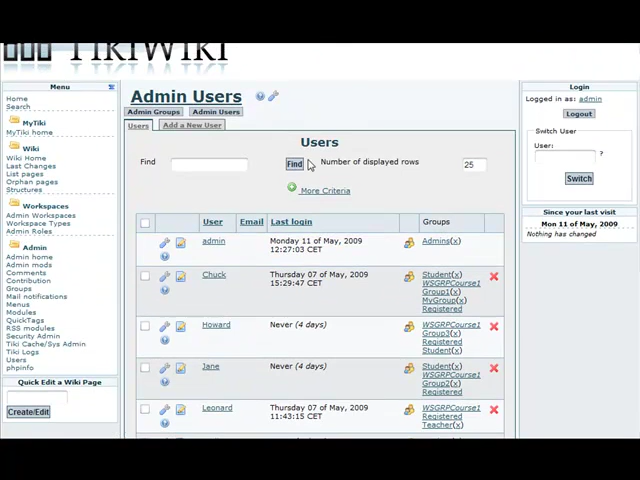 TIKIWIKI
Menu
Home
Search
MyTiki
MyTiki home
Wiki
Wiki Home
Last Changes
List pages
Orphan pages
Structures
Workspaces
Admin Workspaces
Workspace Types
Admin Roles
Admin
Admin home
Admin mods
Comments
Contribution
Groups
Mail notifications
Menus
Modules
QuickTags
RSS modules
Security Admin
Tiki Cache/Sys Admin
Tiki Logs
Users
phpinfo
Quick Edit a Wiki Page
Create/Edit
Admin Users
Admin Groups Admin Users
Users Add a New User
Users
Find Find Number of displayed rows 25
More Criteria
User Email Last login Groups
admin Monday 11 of May, 2009 Admins(x)
12:27:03 CET
Chuck Thursday 07 of May, 2009 Student(x)
15:29:47 CET WSGRPCourse1
Group1(x)
MyGroup(x)
Registered
Howard Never (4 days) WSGRPCourse1
Group3(x)
Registered
Student(x)
Jane Never (4 days) Student(x)
WSGRPCourse1
Group2(x)
Registered
Leonard Thursday 07 of May, 2009 WSGRPCourse1
11:43:15 CET Registered
Teacher(x)
Login
Logged in as: admin
Logout
Switch User
User:
?
Switch
Since your last visit
Mon 11 of May, 2009
Nothing has changed